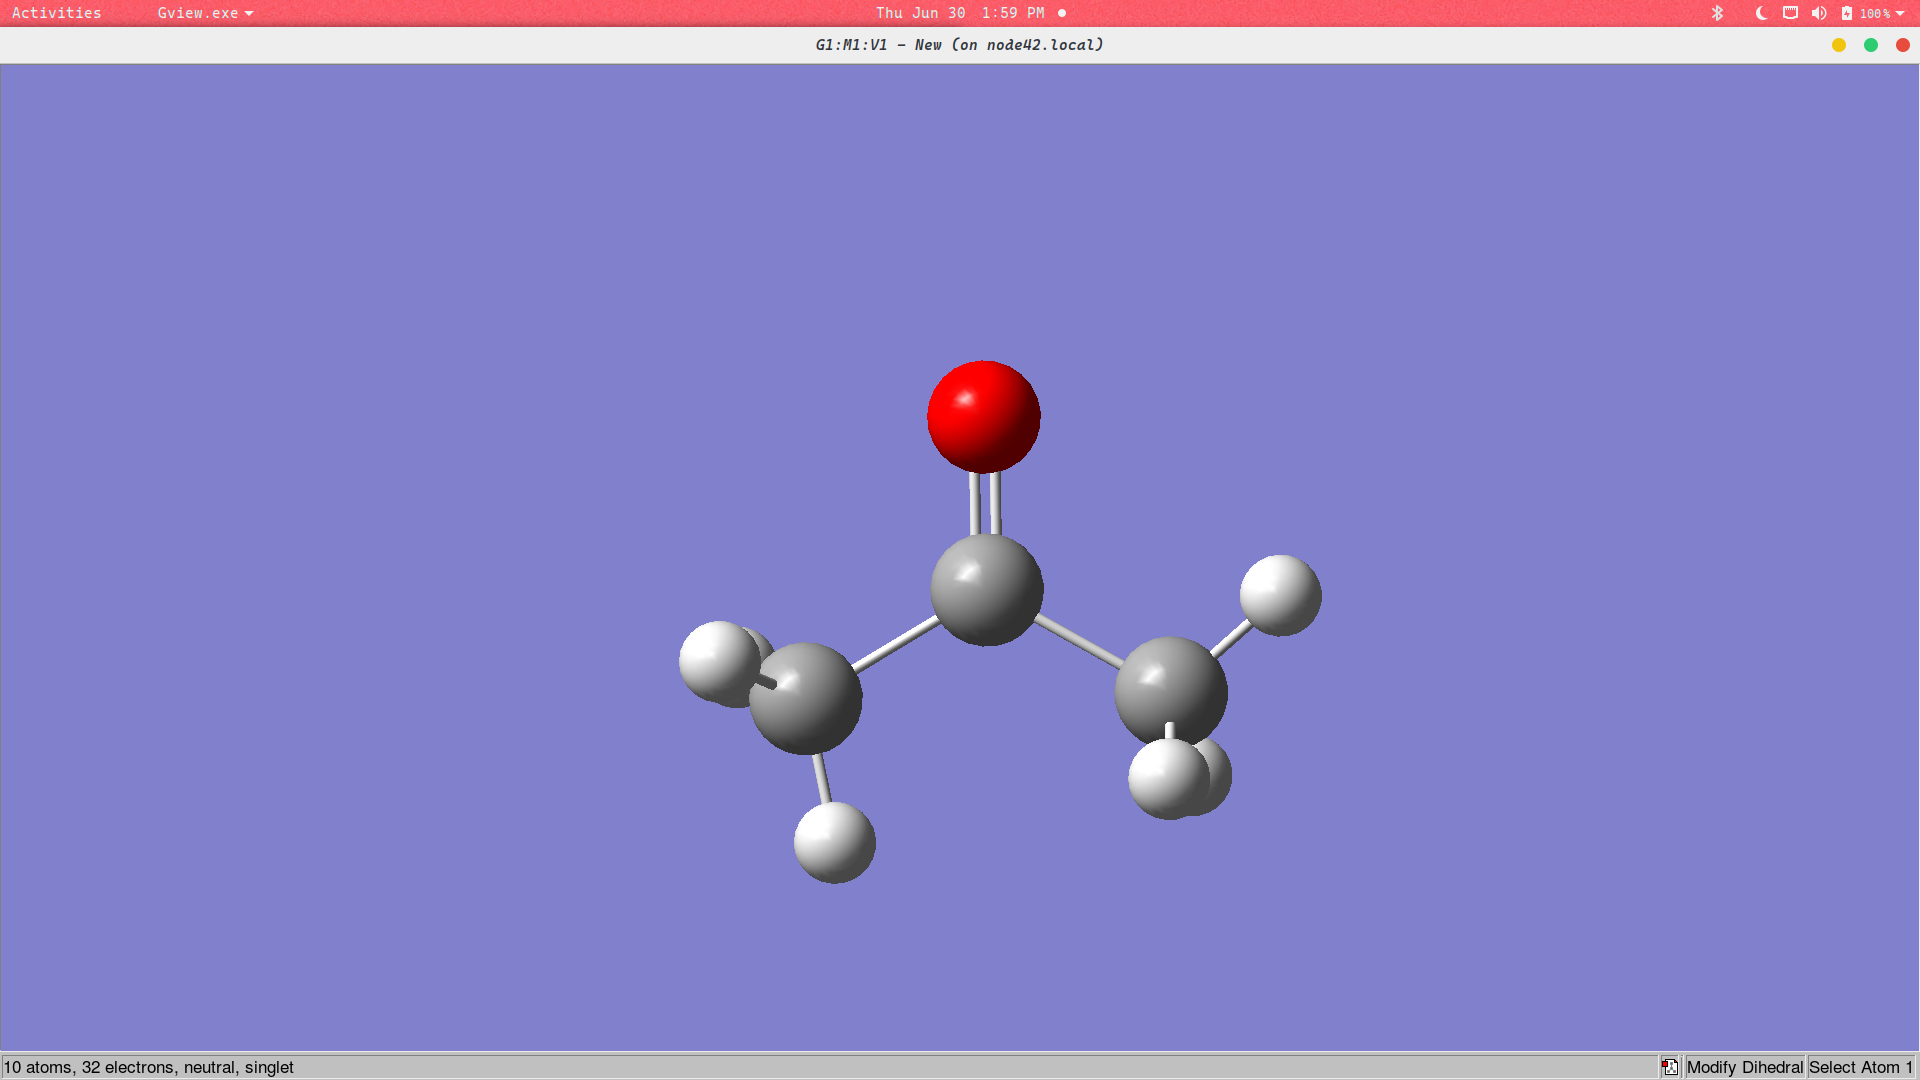 Activities Gview.exe Thu Jun 30 1:59 PM 100%
G1:M1:V1 – New (on node42.local)
10 atoms, 32 electrons, neutral, singlet Modify Dihedral Select Atom 1